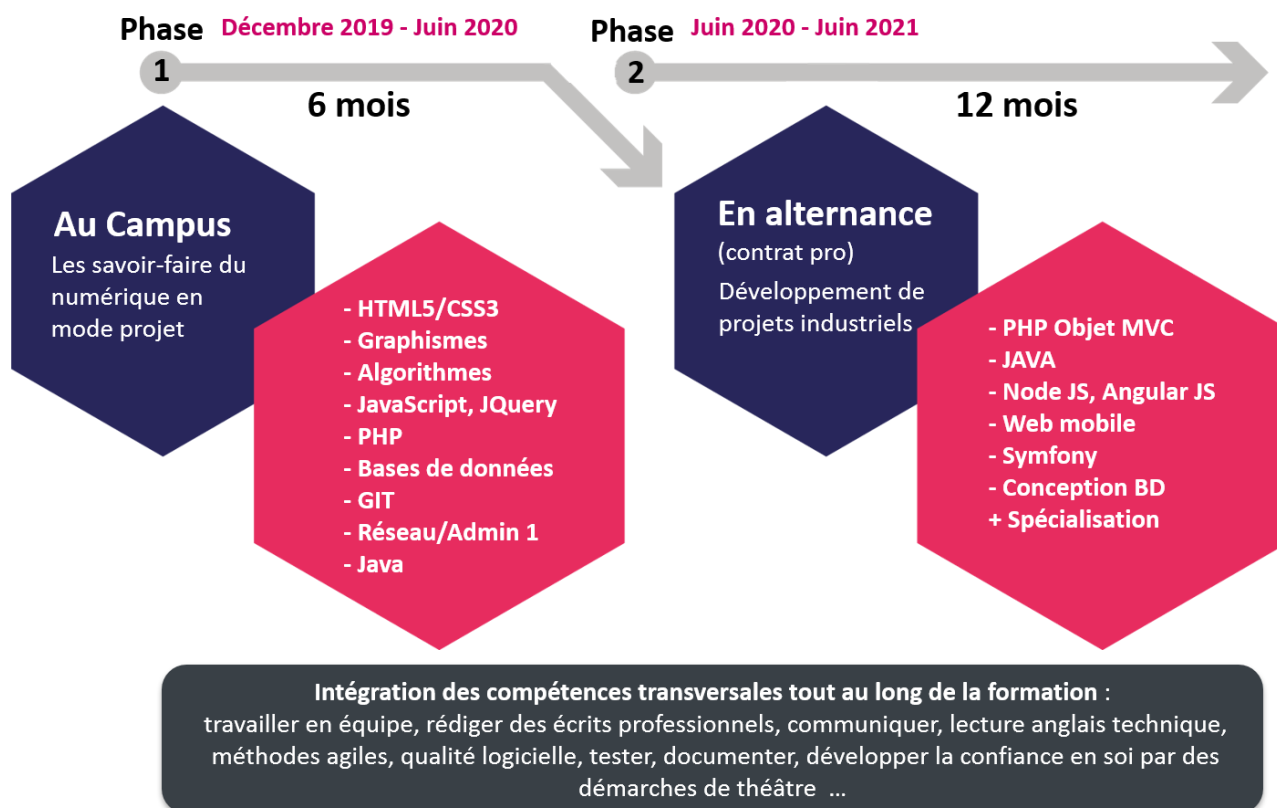 Phase Décembre 2019 - Juin 2020
1
6 mois
Au Campus
Les savoir-faire du
numérique en
mode projet
- HTML5/CSS3
- Graphismes
- Algorithmes
- JavaScript, JQuery
- PHP
- Bases de données
- GIT
- Réseau/Admin 1
- Java
Phase Juin 2020 - Juin 2021
2
12 mois
En alternance
(contrat pro)
Développement de
projets industriels
- PHP Objet MVC
- JAVA
- Node JS, Angular JS
- Web mobile
- Symfony
- Conception BD
+ Spécialisation
Intégration des compétences transversales tout au long de la formation :
travailler en équipe, rédiger des écrits professionnels, communiquer, lecture anglais technique,
méthodes agiles, qualité logicielle, tester, documenter, développer la confiance en soi par des
démarches de théâtre ...